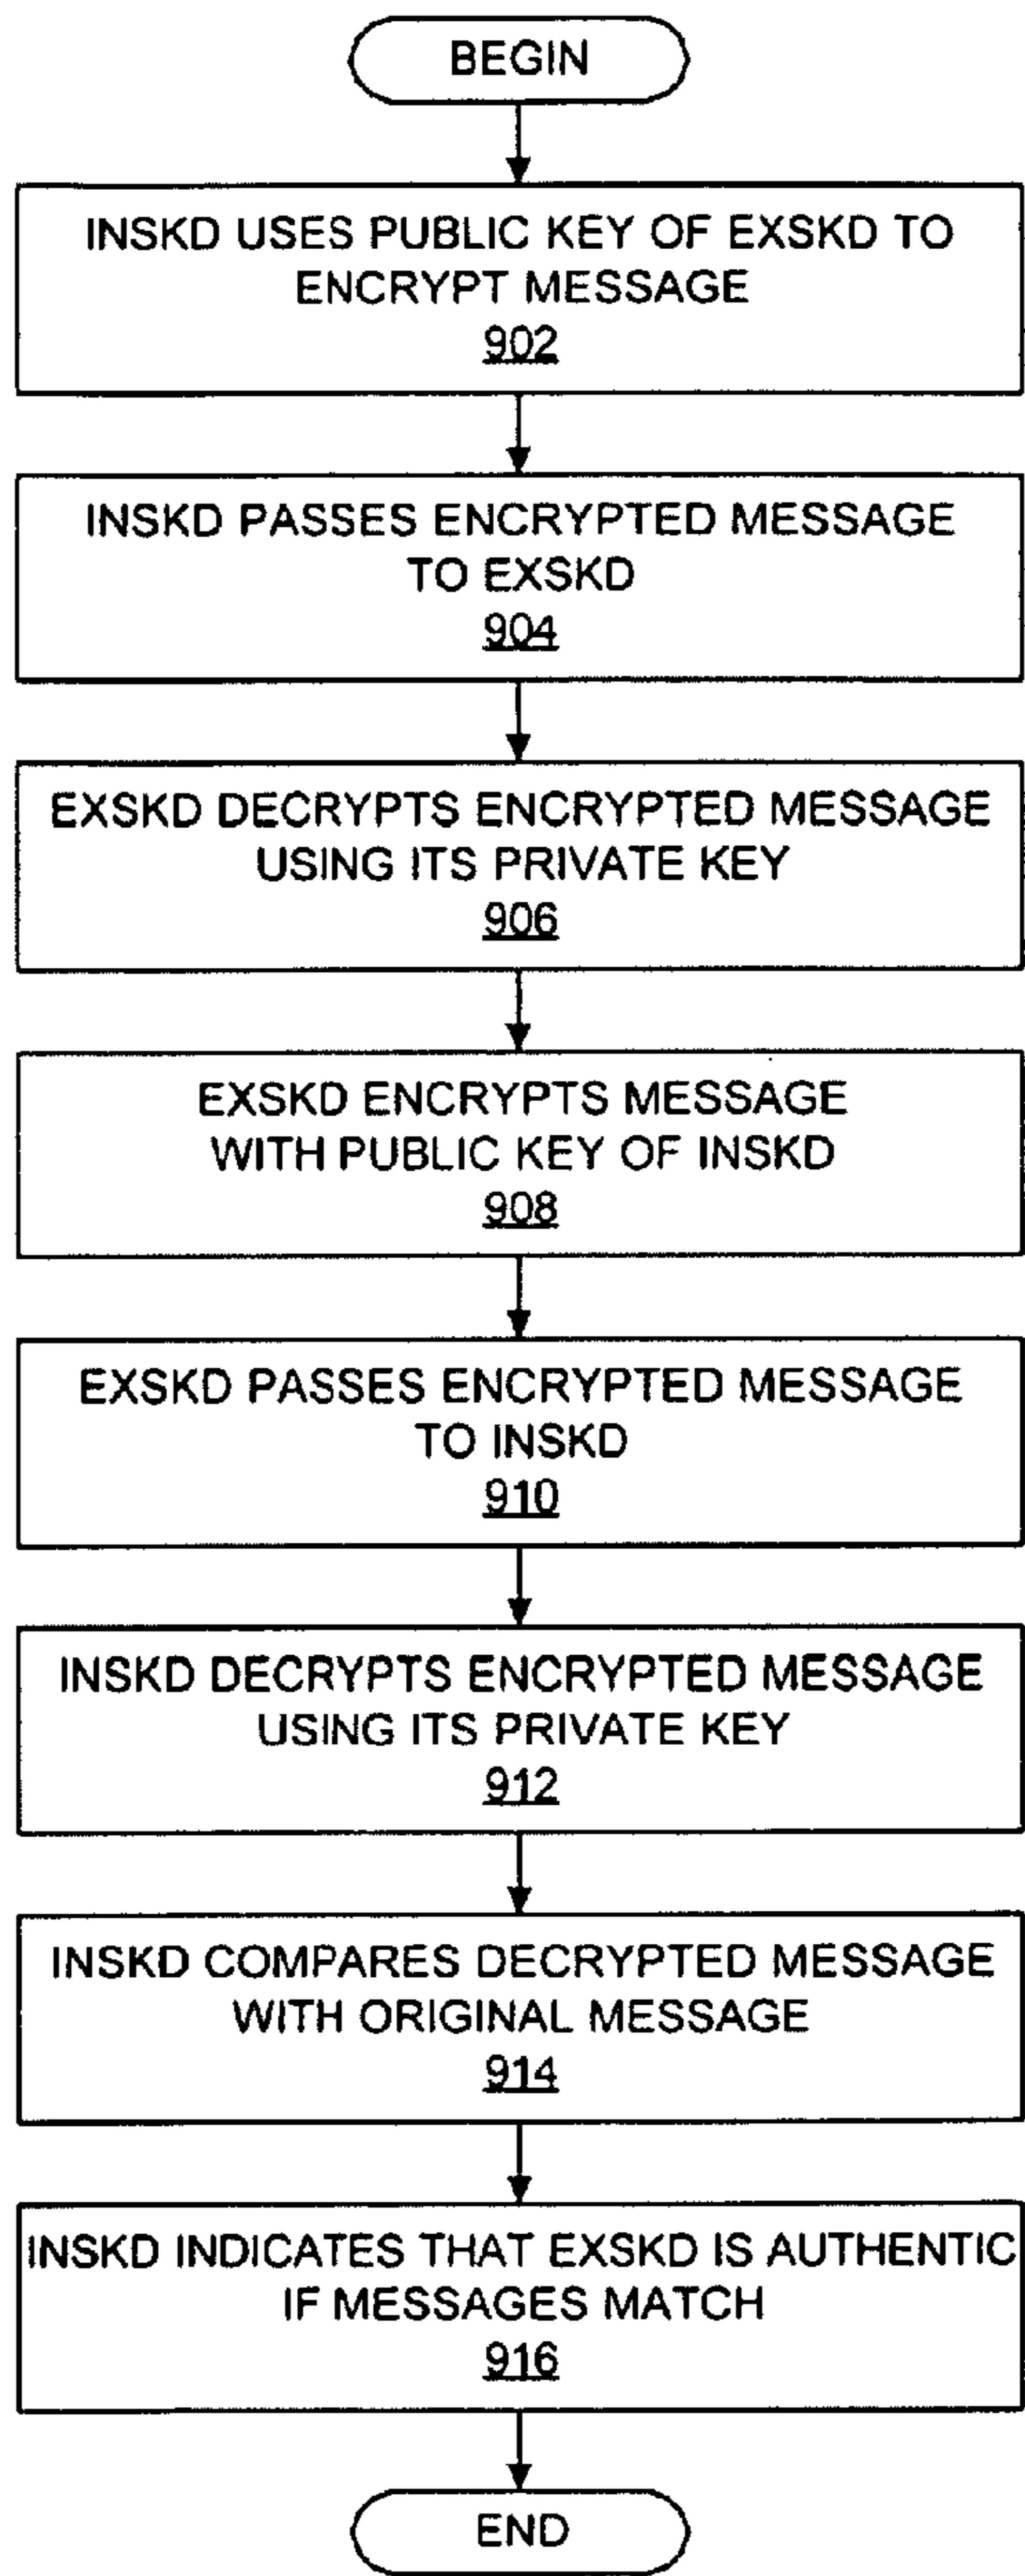 BEGIN
INSKD USES PUBLIC KEY OF EXSKD TO
ENCRYPT MESSAGE
902
INSKD PASSES ENCRYPTED MESSAGE
TO EXSKD
904
EXSKD DECRYPTS ENCRYPTED MESSAGE
USING ITS PRIVATE KEY
906
EXSKD ENCRYPTS MESSAGE
WITH PUBLIC KEY OF INSKD
908
EXSKD PASSES ENCRYPTED MESSAGE
TO INSKD
910
INSKD DECRYPTS ENCRYPTED MESSAGE
USING ITS PRIVATE KEY
912
INSKD COMPARES DECRYPTED MESSAGE
WITH ORIGINAL MESSAGE
914
INSKD INDICATES THAT EXSKD IS AUTHENTIC
IF MESSAGES MATCH
916
END